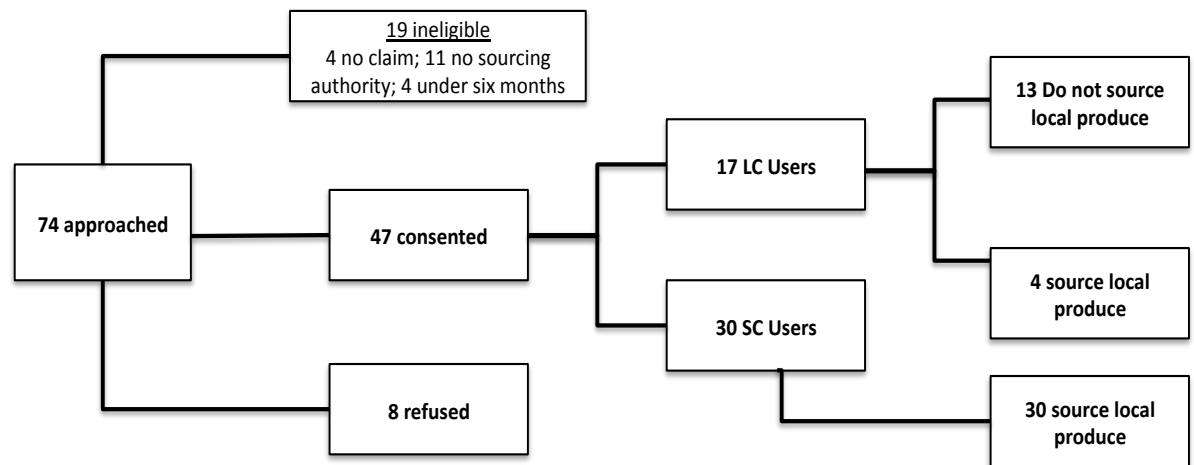 19 ineligible
4 no claim; 11 no sourcing
authority; 4 under six months
74 approached
47 consented
8 refused
17 LC Users
30 SC Users
13 Do not source
local produce
4 source local
produce
30 source local
produce